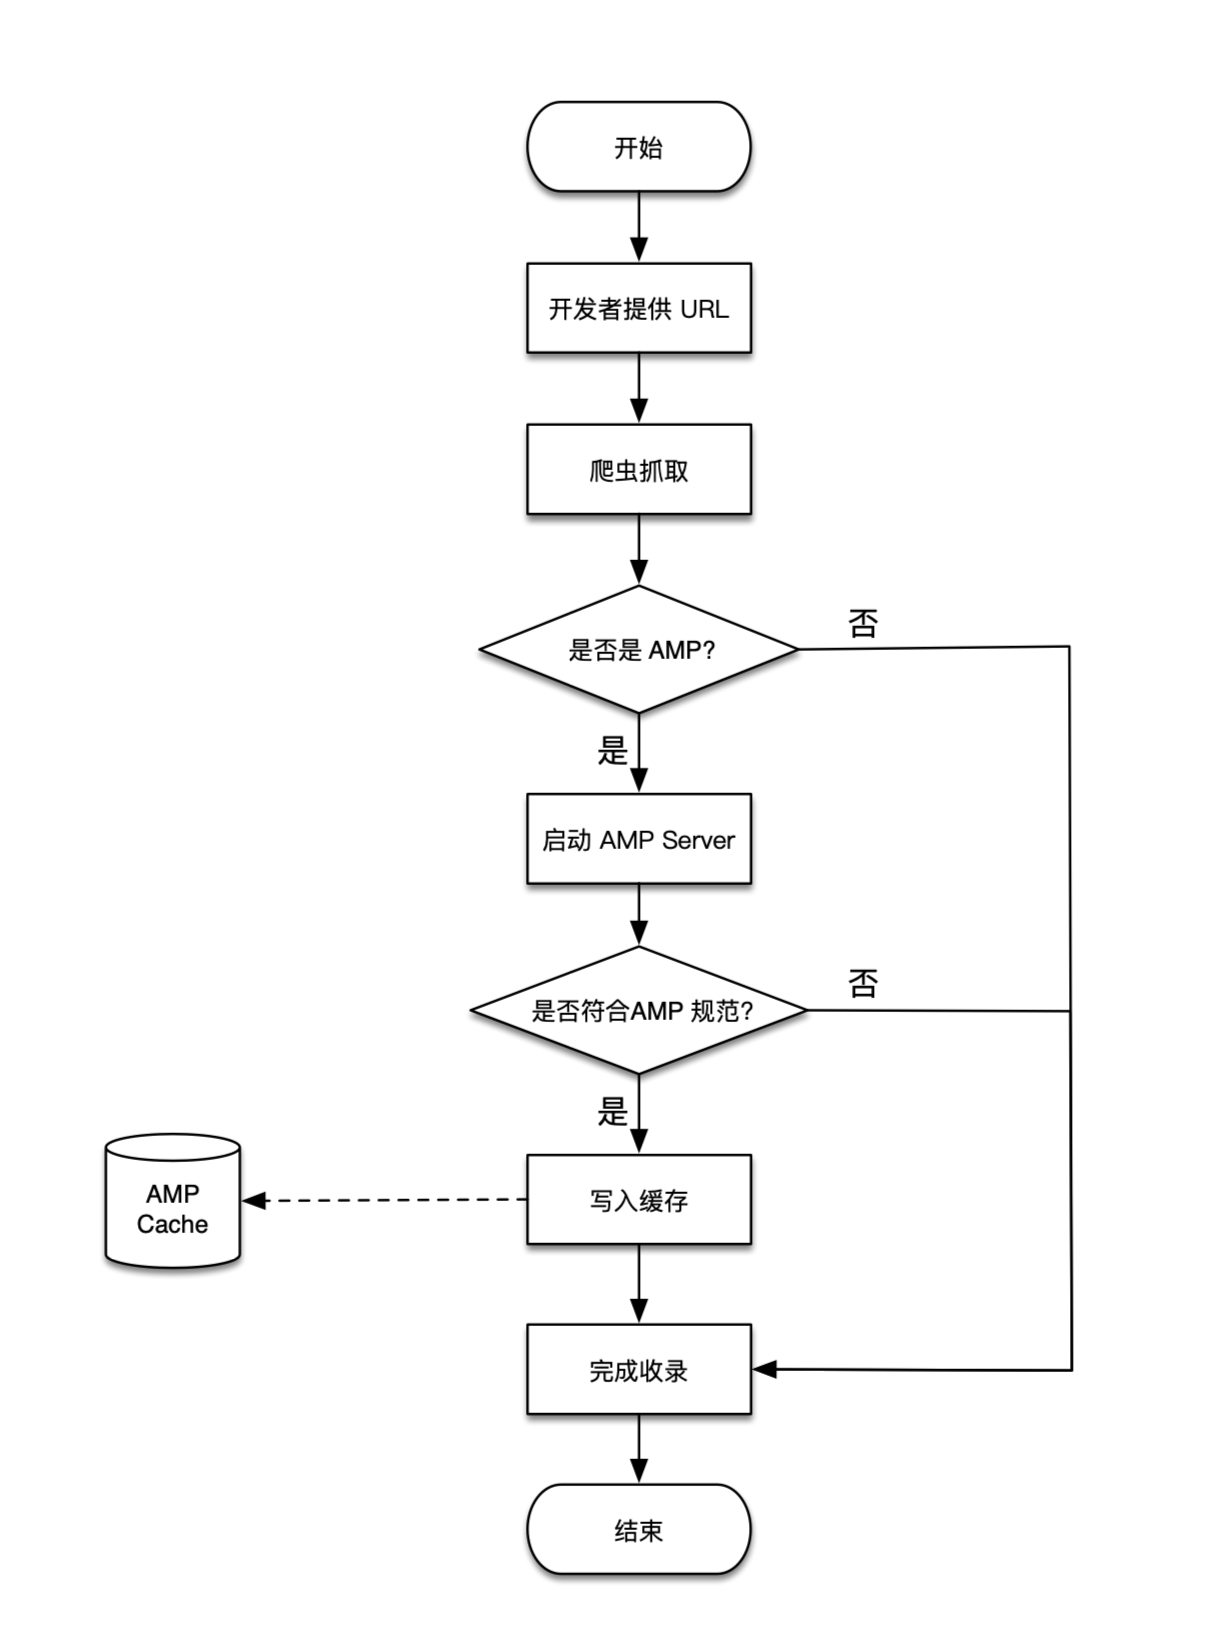 开始
开发者提供 URL
爬虫抓取
是否是 AMP?
否
是
启动 AMP Server
是否符合AMP 规范?
否
是
AMP
Cache
写入缓存
完成收录
结束